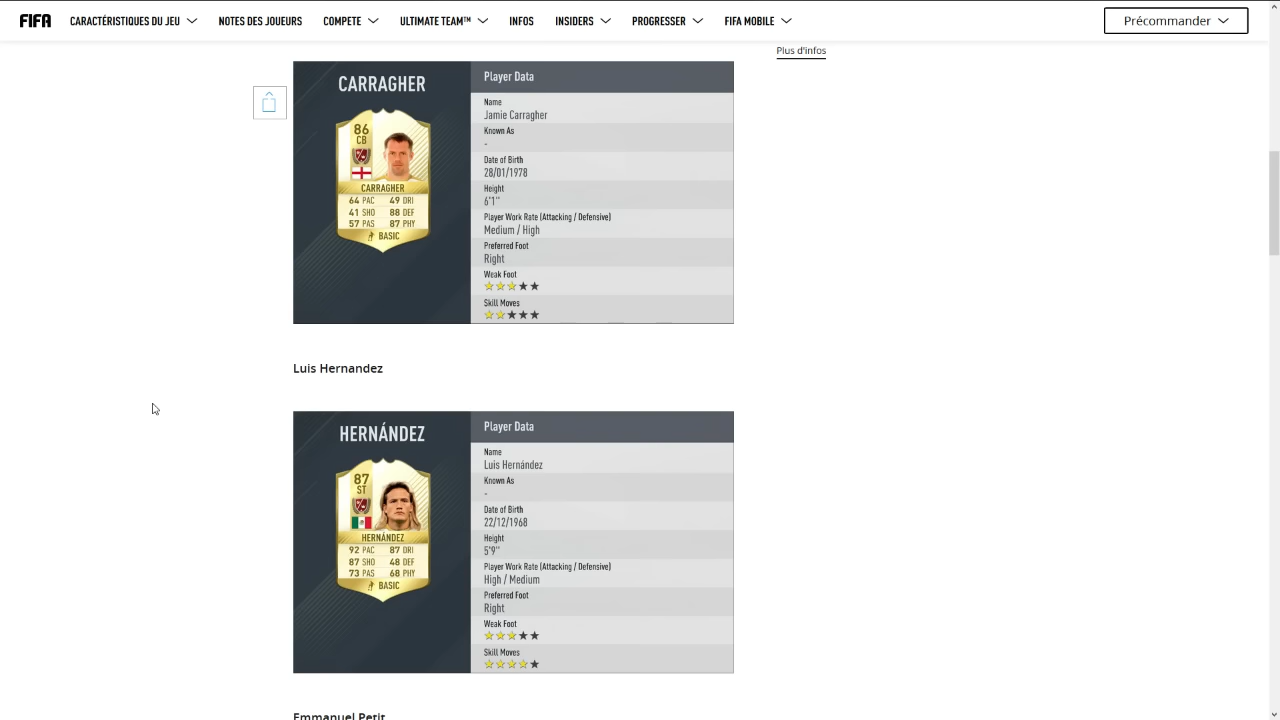 FIFA CARACTÉRISTIQUES DU JEU NOTES DES JOUEURS COMPETE ULTIMATE TEAM™ INFOS INSIDERS PROGRESSER FIFA MOBILE Précommander
Plus d'infos
CARRAGHER
86
CB
CARRAGHER
64 PAC 49 DRI
41 SHO 88 DEF
57 PAS 87 PHY
BASIC
Player Data
Name
Jamie Carragher
Known As
-
Date of Birth
28/01/1978
Height
6'1"
Player Work Rate (Attacking / Defensive)
Medium / High
Preferred Foot
Right
Weak Foot
Skill Moves
Luis Hernandez
HERNÁNDEZ
87
ST
HERNÁNDEZ
92 PAC 87 DRI
87 SHO 48 DEF
73 PAS 68 PHY
BASIC
Player Data
Name
Luis Hernández
Known As
-
Date of Birth
22/12/1968
Height
5'9"
Player Work Rate (Attacking / Defensive)
High / Medium
Preferred Foot
Right
Weak Foot
Skill Moves
Emmanuel Petit